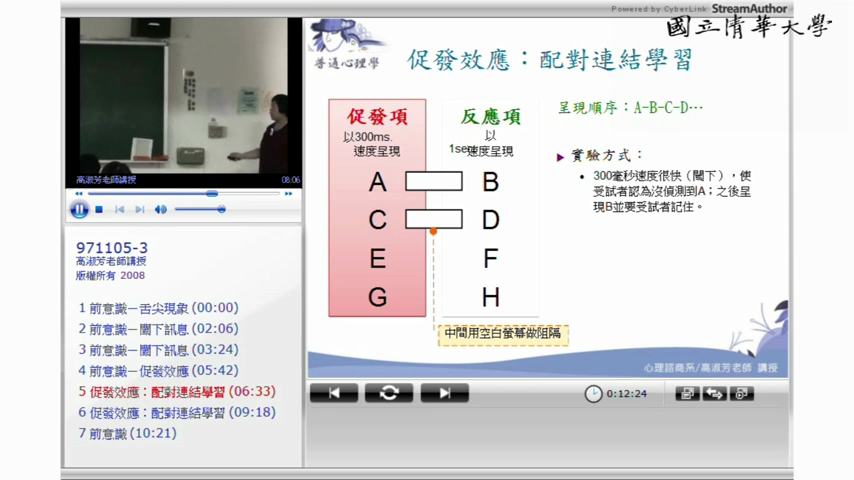 Powered by CyberLink StreamAuthor
國立清華大學
普通心理學
促發效應：配對連結學習
促發項
以300ms.
速度呈現
反應項
以
1se速度呈現
A
B
C
D
E
F
G
H
中間用空白螢幕做阻隔
呈現順序：A-B-C-D…
實驗方式：
300毫秒速度很快（閾下），使
受試者認為沒偵測到A；之後呈
現B並要受試者記住。
心理諮商系/高淑芳老師 講授
高淑芳老師講授
08:06
971105-3
高淑芳老師講授
版權所有 2008
1 前意識－舌尖現象 (00:00)
2 前意識－閾下訊息 (02:06)
3 前意識－閾下訊息 (03:24)
4 前意識－促發效應 (05:42)
5 促發效應：配對連結學習 (06:33)
6 促發效應：配對連結學習 (09:18)
7 前意識 (10:21)
0:12:24